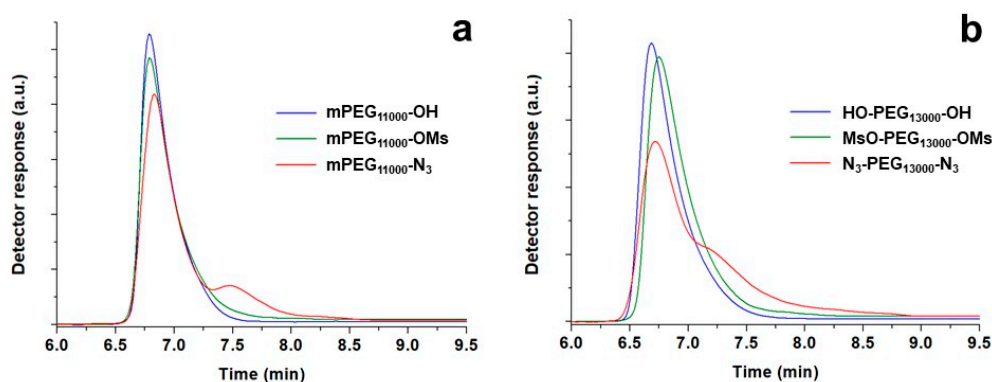 a
mPEG₁₁₀₀₀-OH
mPEG₁₁₀₀₀-OMs
mPEG₁₁₀₀₀-N₃
Detector response (a.u.)
6.0 6.5 7.0 7.5 8.0 8.5 9.0 9.5
Time (min)
b
HO-PEG₁₃₀₀₀-OH
MsO-PEG₁₃₀₀₀-OMs
N₃-PEG₁₃₀₀₀-N₃
Detector response (a.u.)
6.0 6.5 7.0 7.5 8.0 8.5 9.0 9.5
Time (min)